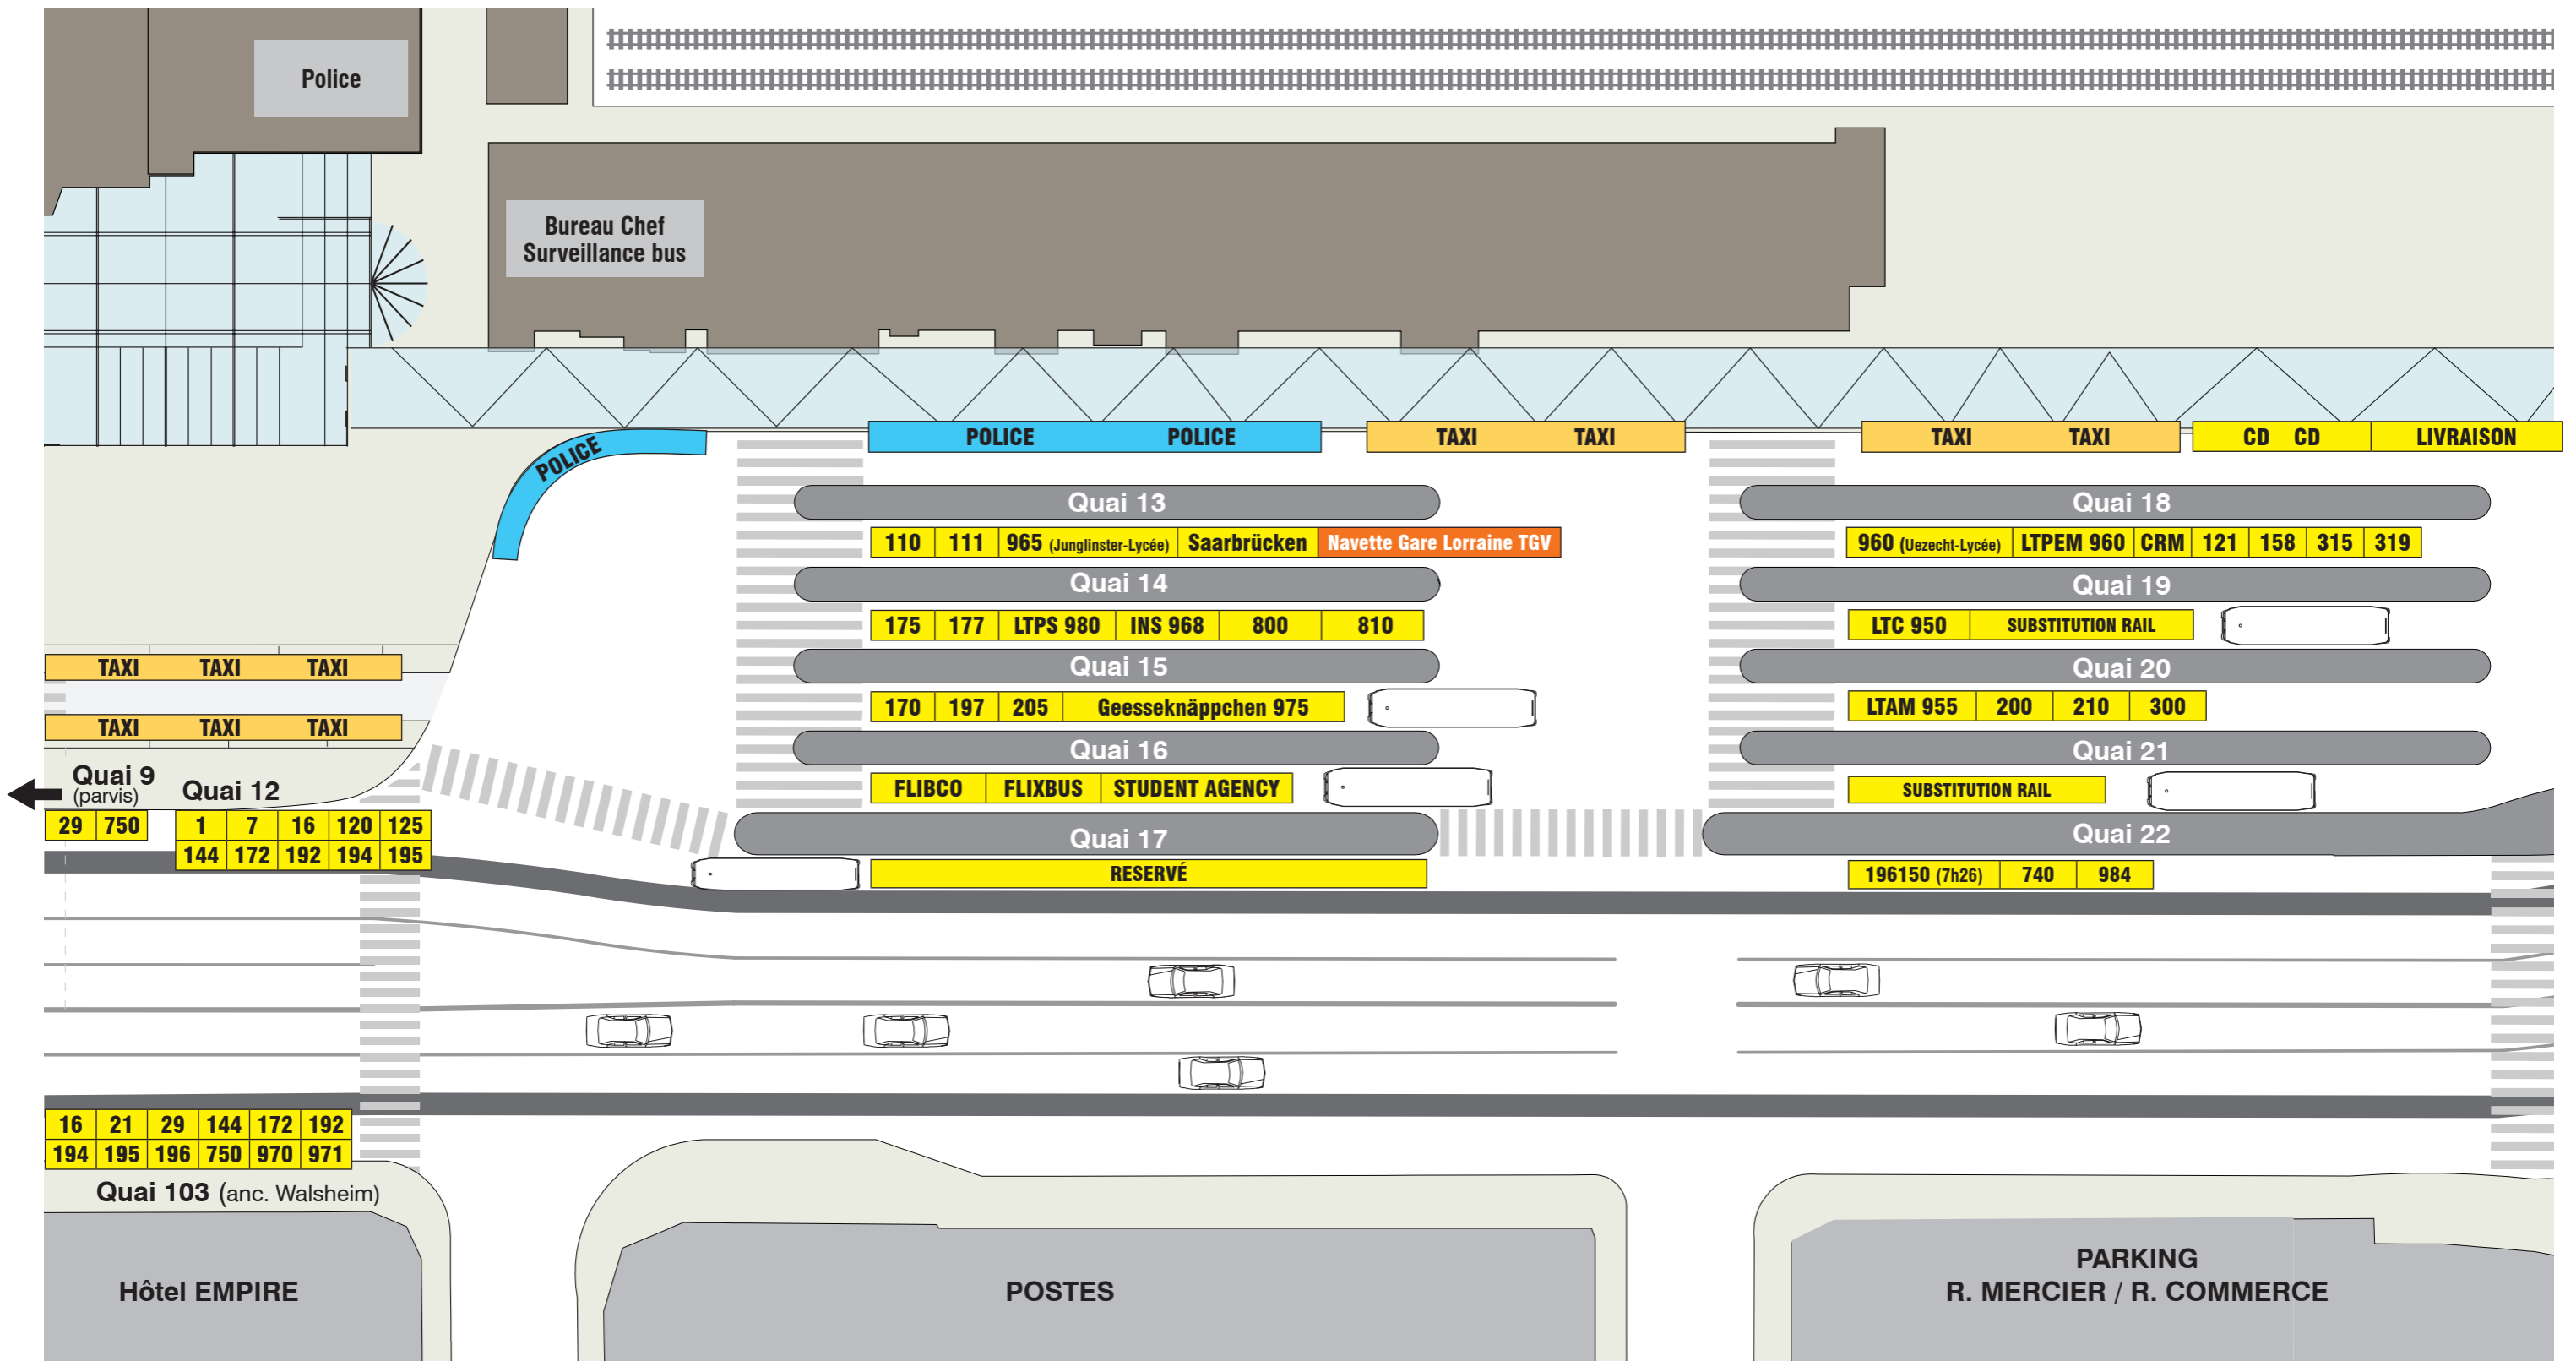 Police
Bureau Chef
Surveillance bus
POLICE
POLICE POLICE
TAXI TAXI
TAXI TAXI
CD CD
LIVRAISON
Quai 13
110 111 965 (Junglinster-Lycée) Saarbrücken Navette Gare Lorraine TGV
Quai 14
175 177 LTPS 980 INS 968 800 810
Quai 15
170 197 205 Geesseknäppchen 975
Quai 16
FLIBCO FLIXBUS STUDENT AGENCY
Quai 17
RESERVÉ
Quai 18
960 (Uezecht-Lycée) LTPEM 960 CRM 121 158 315 319
Quai 19
LTC 950 SUBSTITUTION RAIL
Quai 20
LTAM 955 200 210 300
Quai 21
SUBSTITUTION RAIL
Quai 22
196150 (7h26) 740 984
TAXI TAXI TAXI
TAXI TAXI TAXI
Quai 9
(parvis)
29 750
Quai 12
1 7 16 120 125
144 172 192 194 195
16 21 29 144 172 192
194 195 196 750 970 971
Quai 103 (anc. Walsheim)
Hôtel EMPIRE
POSTES
PARKING
R. MERCIER / R. COMMERCE